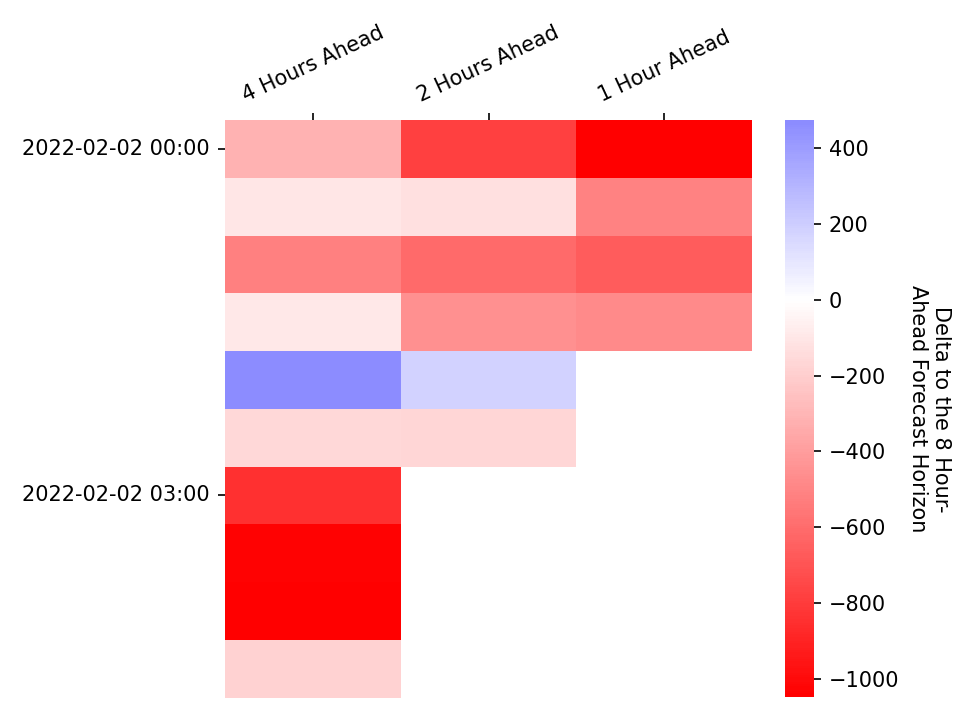 4 Hours Ahead
2 Hours Ahead
1 Hour Ahead
2022-02-02 00:00
2022-02-02 03:00
400
200
0
−200
−400
−600
−800
−1000
Delta to the 8 Hour-
Ahead Forecast Horizon